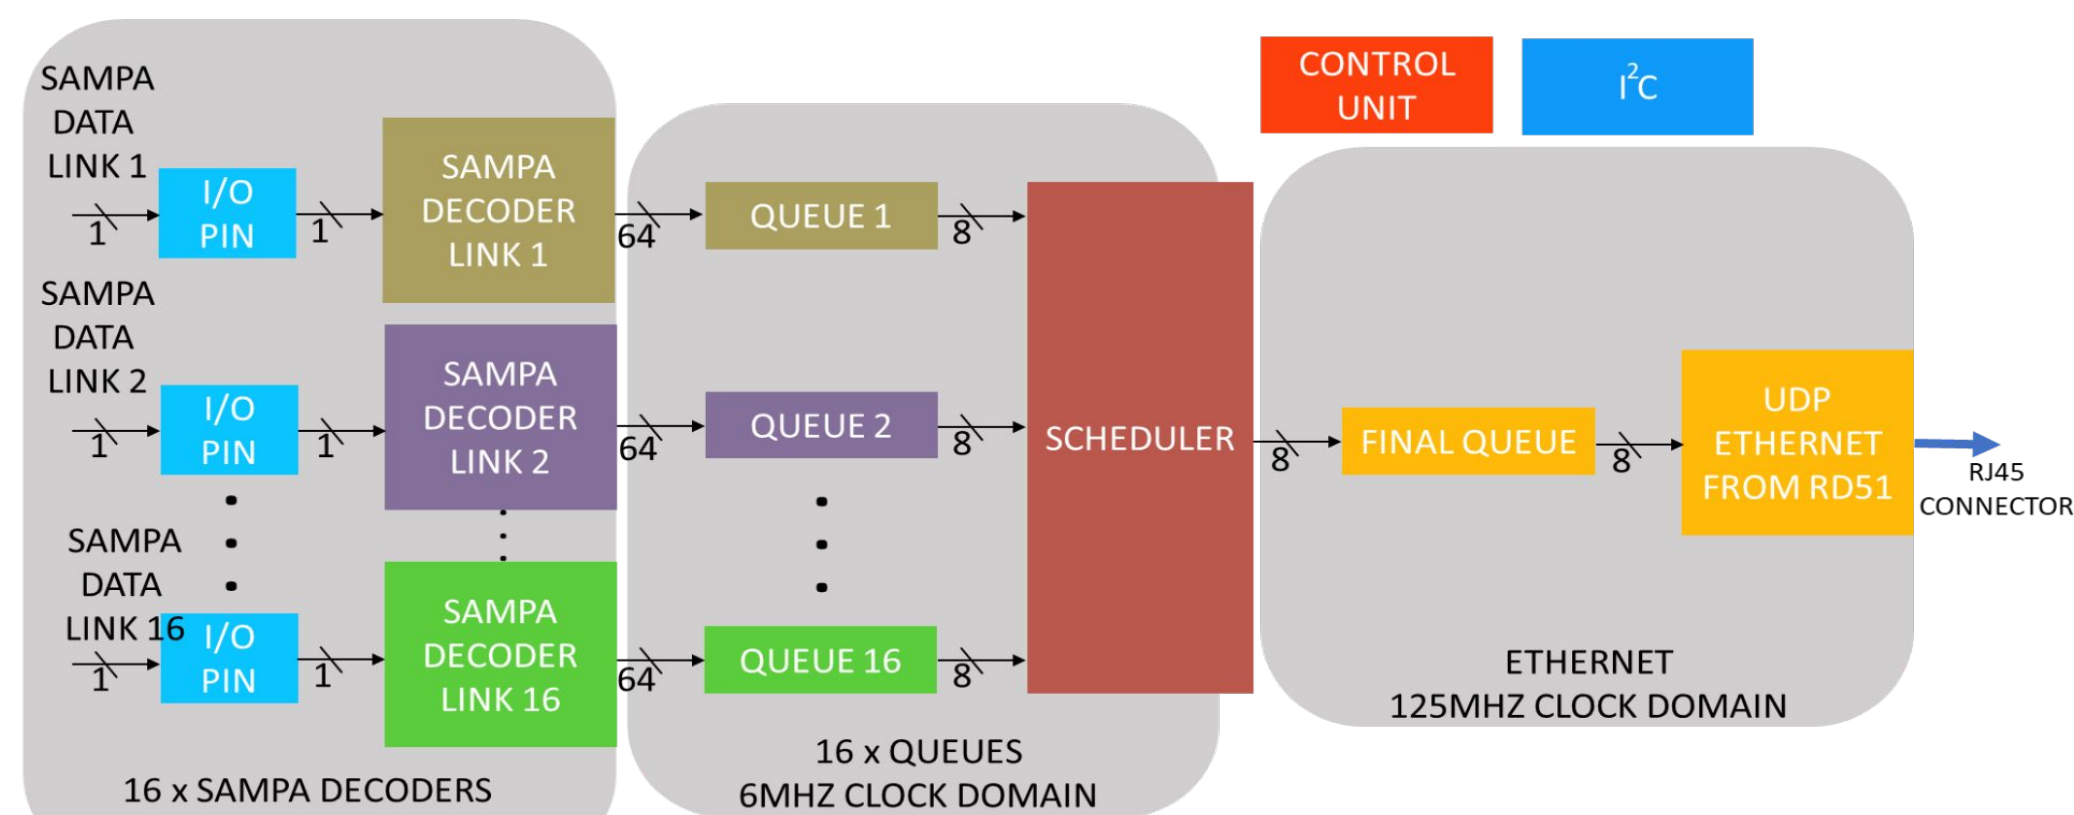 SAMPA
DATA
LINK 1
1
I/O
PIN
1
SAMPA
DECODER
LINK 1
64
QUEUE 1
8
SAMPA
DATA
LINK 2
1
I/O
PIN
1
SAMPA
DECODER
LINK 2
64
QUEUE 2
8
SAMPA
DATA
LINK 16
1
I/O
PIN
1
SAMPA
DECODER
LINK 16
64
QUEUE 16
8
16 x SAMPA DECODERS
16 x QUEUES
6MHZ CLOCK DOMAIN
SCHEDULER
8
CONTROL
UNIT
I²C
FINAL QUEUE
8
UDP
ETHERNET
FROM RD51
RJ45
CONNECTOR
ETHERNET
125MHZ CLOCK DOMAIN